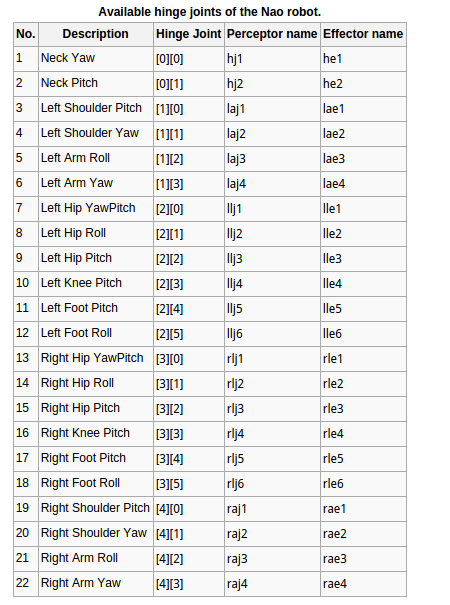 Available hinge joints of the Nao robot.
No. Description Hinge Joint Perceptor name Effector name
1 Neck Yaw [0][0] hj1 he1
2 Neck Pitch [0][1] hj2 he2
3 Left Shoulder Pitch [1][0] laj1 lae1
4 Left Shoulder Yaw [1][1] laj2 lae2
5 Left Arm Roll [1][2] laj3 lae3
6 Left Arm Yaw [1][3] laj4 lae4
7 Left Hip YawPitch [2][0] llj1 lle1
8 Left Hip Roll [2][1] llj2 lle2
9 Left Hip Pitch [2][2] llj3 lle3
10 Left Knee Pitch [2][3] llj4 lle4
11 Left Foot Pitch [2][4] llj5 lle5
12 Left Foot Roll [2][5] llj6 lle6
13 Right Hip YawPitch [3][0] rlj1 rle1
14 Right Hip Roll [3][1] rlj2 rle2
15 Right Hip Pitch [3][2] rlj3 rle3
16 Right Knee Pitch [3][3] rlj4 rle4
17 Right Foot Pitch [3][4] rlj5 rle5
18 Right Foot Roll [3][5] rlj6 rle6
19 Right Shoulder Pitch [4][0] raj1 rae1
20 Right Shoulder Yaw [4][1] raj2 rae2
21 Right Arm Roll [4][2] raj3 rae3
22 Right Arm Yaw [4][3] raj4 rae4